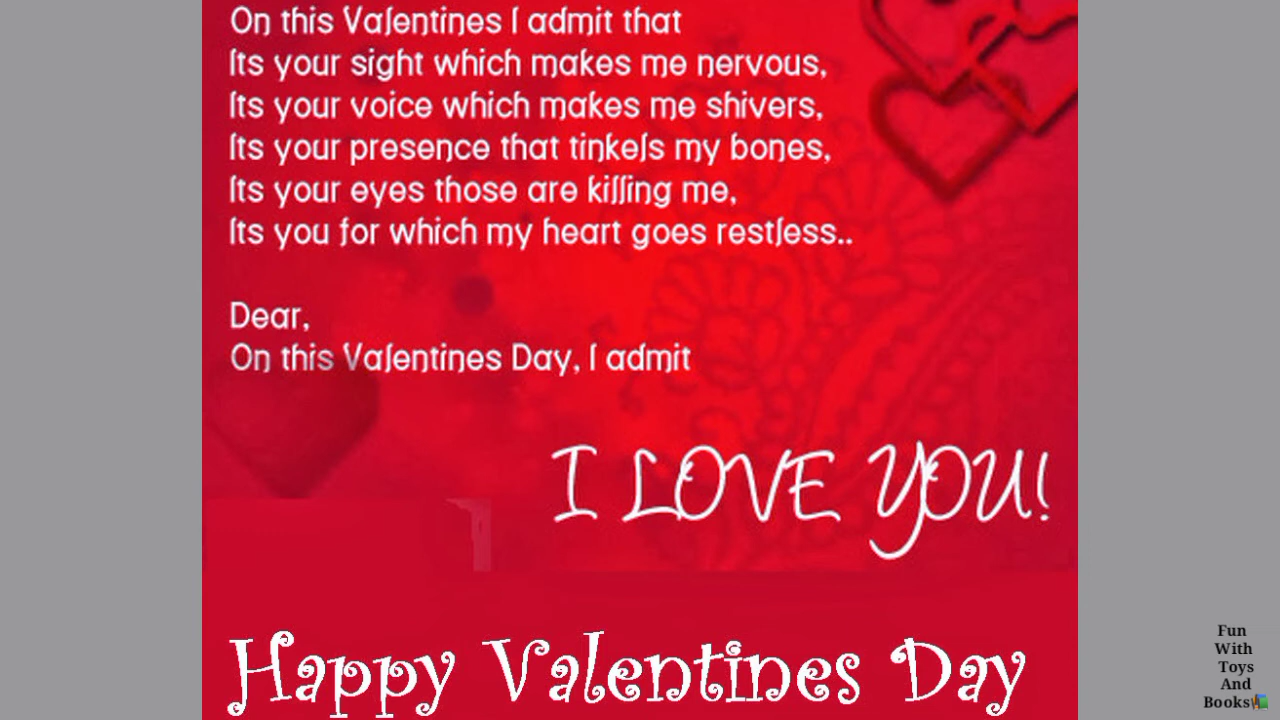 On this Valentines I admit that
Its your sight which makes me nervous,
Its your voice which makes me shivers,
Its your presence that tinkels my bones,
Its your eyes those are killing me,
Its you for which my heart goes restless..
Dear,
On this Valentines Day, I admit
I LOVE YOU!
Happy Valentines Day
Fun
With
Toys
And
Books